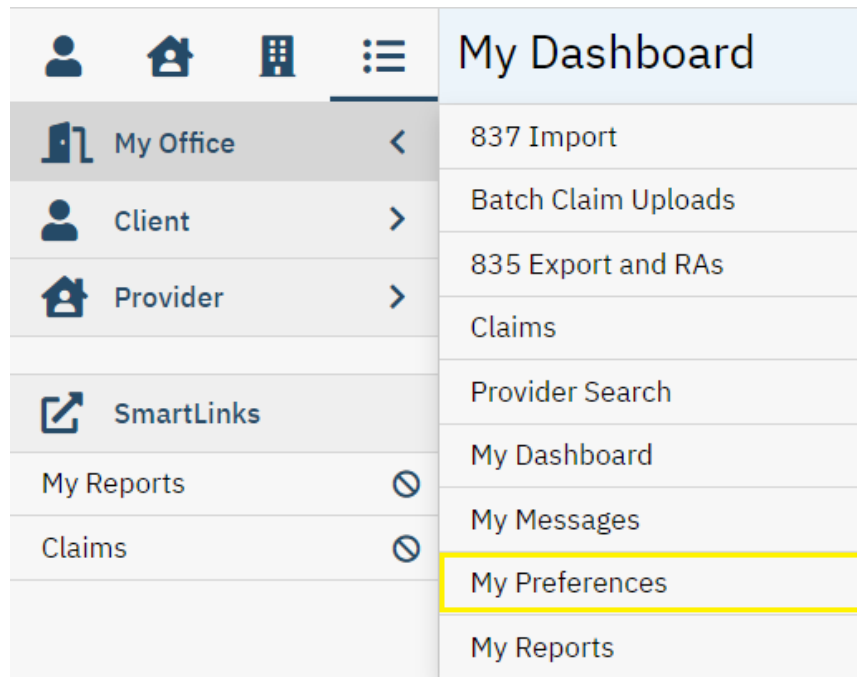 My Office
Client
Provider
SmartLinks
My Reports
Claims
My Dashboard
837 Import
Batch Claim Uploads
835 Export and RAs
Claims
Provider Search
My Dashboard
My Messages
My Preferences
My Reports